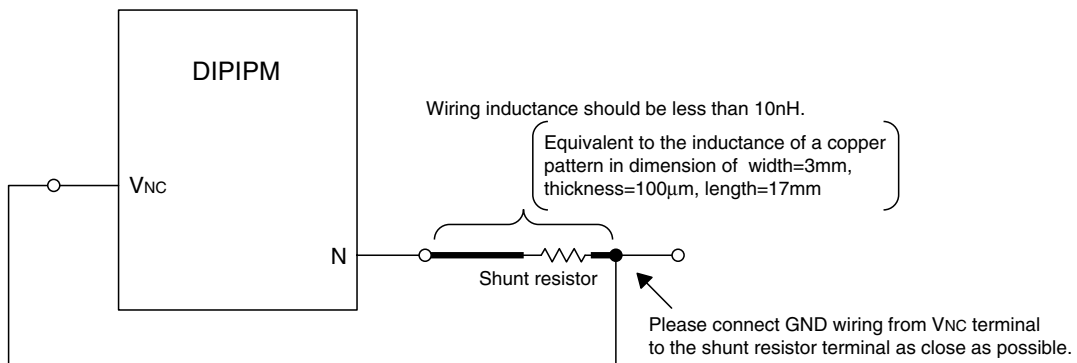 DIPIPM
Wiring inductance should be less than 10nH.
Equivalent to the inductance of a copper
pattern in dimension of width=3mm,
thickness=100μm, length=17mm
VNC
N
Shunt resistor
Please connect GND wiring from VNC terminal
to the shunt resistor terminal as close as possible.